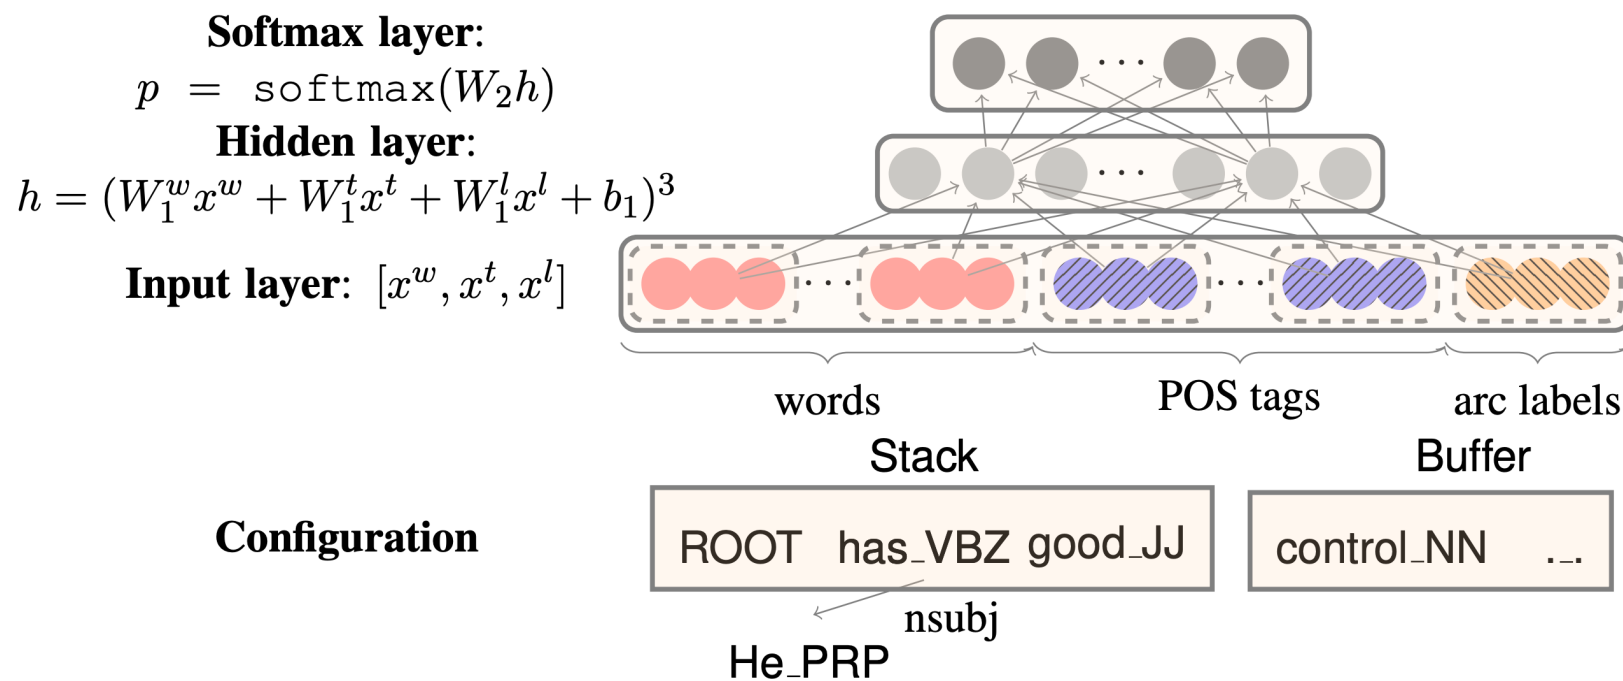 Softmax layer:
p = softmax(W₂h)
Hidden layer:
h = (W₁ʷxʷ + W₁ᵗxᵗ + W₁ˡxˡ + b₁)³
Input layer: [xʷ, xᵗ, xˡ]
··· ··· ··· ···
words POS tags arc labels
Stack Buffer
Configuration
ROOT has_VBZ good_JJ control_NN ._.
nsubj
He_PRP